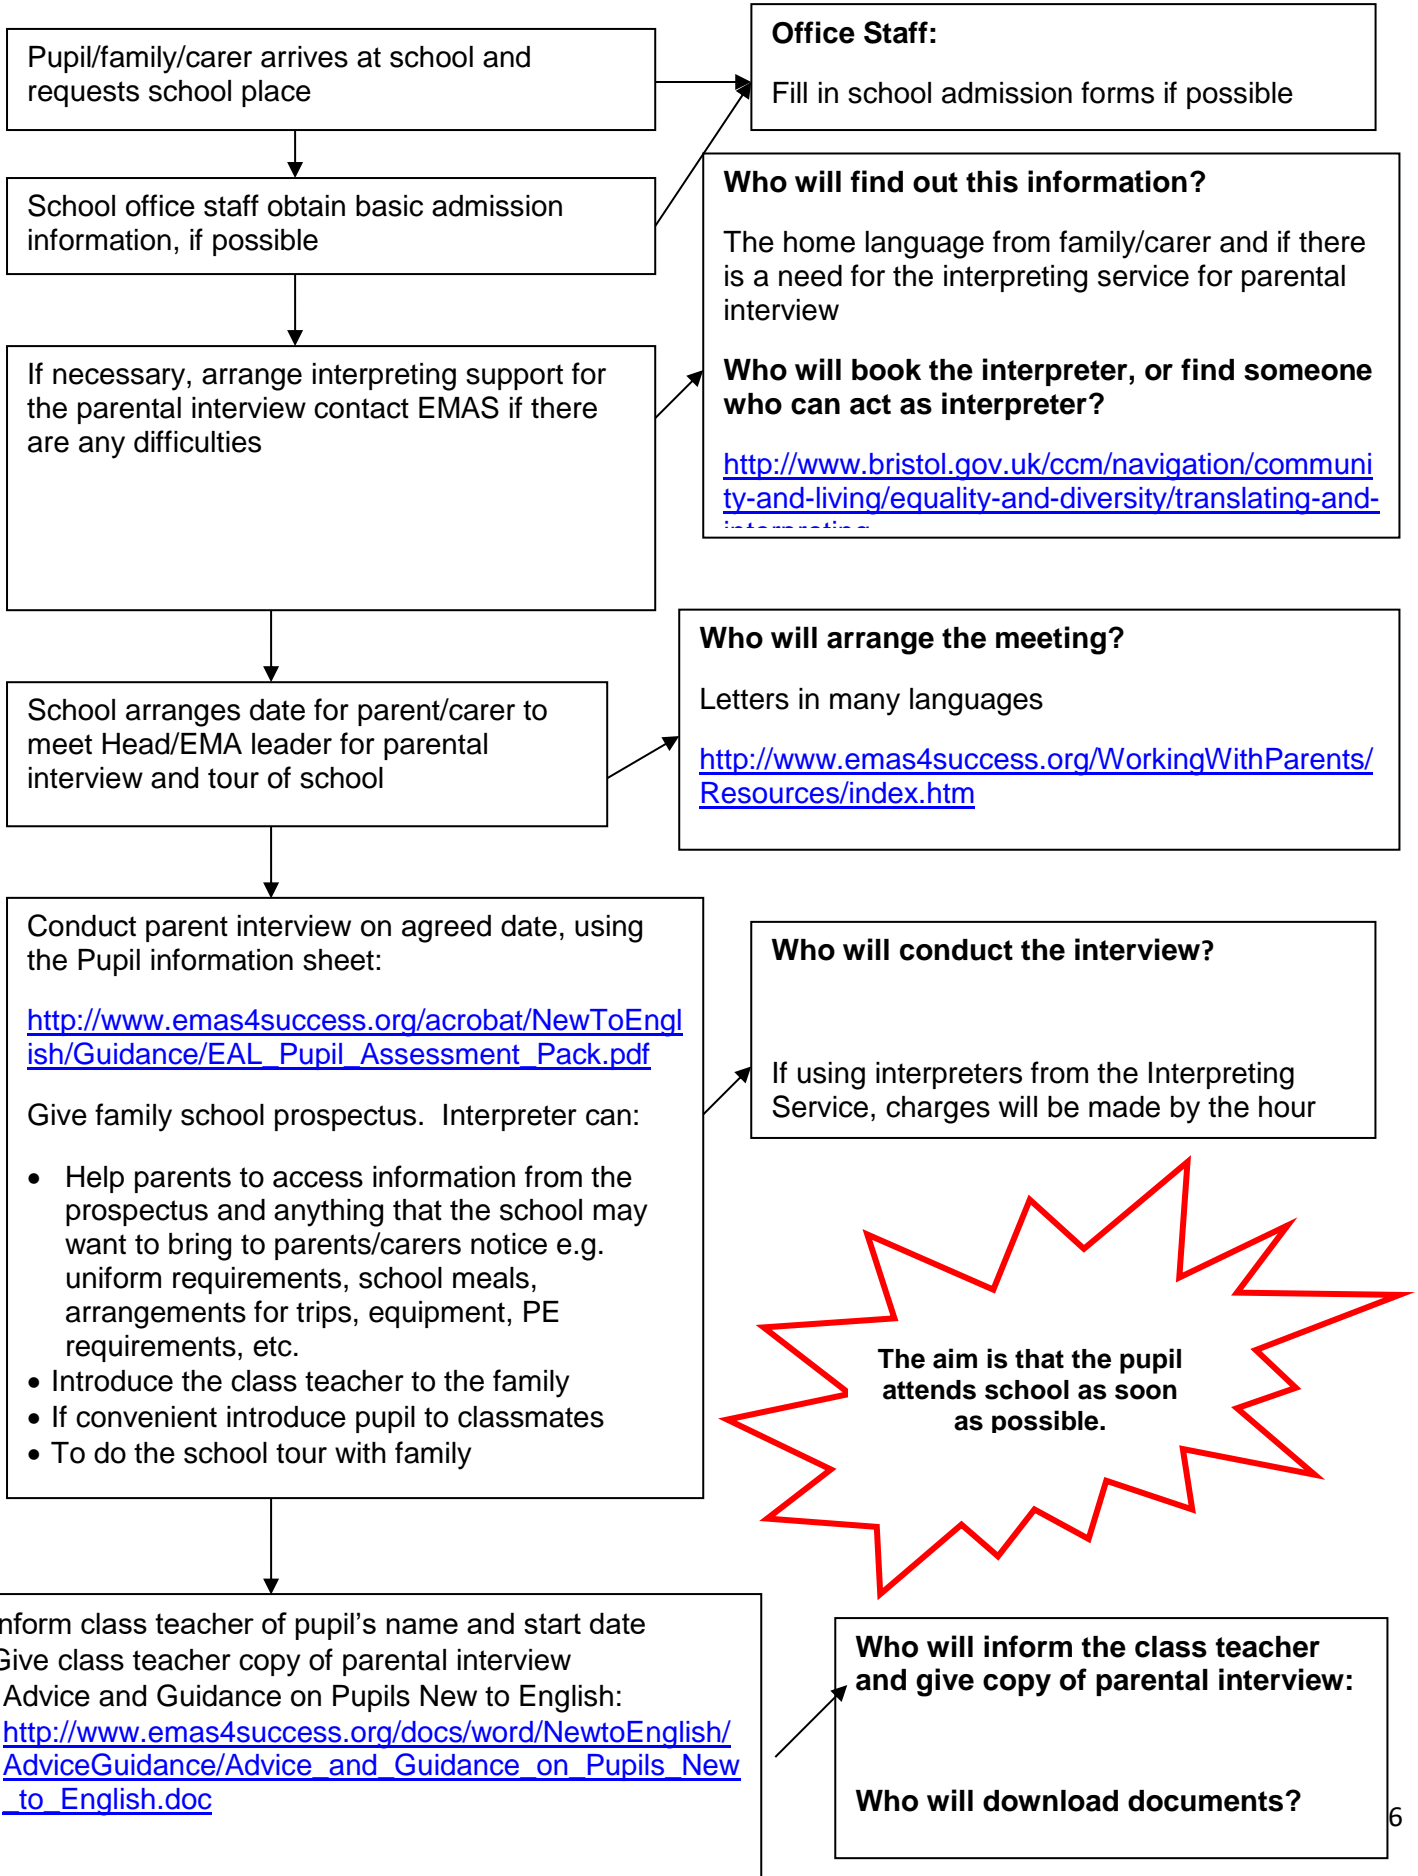 Pupil/family/carer arrives at school and
requests school place
Office Staff:
Fill in school admission forms if possible
School office staff obtain basic admission
information, if possible
Who will find out this information?
The home language from family/carer and if there
is a need for the interpreting service for parental
interview
Who will book the interpreter, or find someone
who can act as interpreter?
http://www.bristol.gov.uk/ccm/navigation/communi
ty-and-living/equality-and-diversity/translating-and-
interpreting
If necessary, arrange interpreting support for
the parental interview contact EMAS if there
are any difficulties
School arranges date for parent/carer to
meet Head/EMA leader for parental
interview and tour of school
Who will arrange the meeting?
Letters in many languages
http://www.emas4success.org/WorkingWithParents/
Resources/index.htm
Conduct parent interview on agreed date, using
the Pupil information sheet:
http://www.emas4success.org/acrobat/NewToEngl
ish/Guidance/EAL_Pupil_Assessment_Pack.pdf
Give family school prospectus.  Interpreter can:
• Help parents to access information from the
prospectus and anything that the school may
want to bring to parents/carers notice e.g.
uniform requirements, school meals,
arrangements for trips, equipment, PE
requirements, etc.
• Introduce the class teacher to the family
• If convenient introduce pupil to classmates
• To do the school tour with family
Who will conduct the interview?
If using interpreters from the Interpreting
Service, charges will be made by the hour
The aim is that the pupil
attends school as soon
as possible.
nform class teacher of pupil's name and start date
Give class teacher copy of parental interview
Advice and Guidance on Pupils New to English:
http://www.emas4success.org/docs/word/NewtoEnglish/
AdviceGuidance/Advice_and_Guidance_on_Pupils_New
_to_English.doc
Who will inform the class teacher
and give copy of parental interview:
Who will download documents?
6